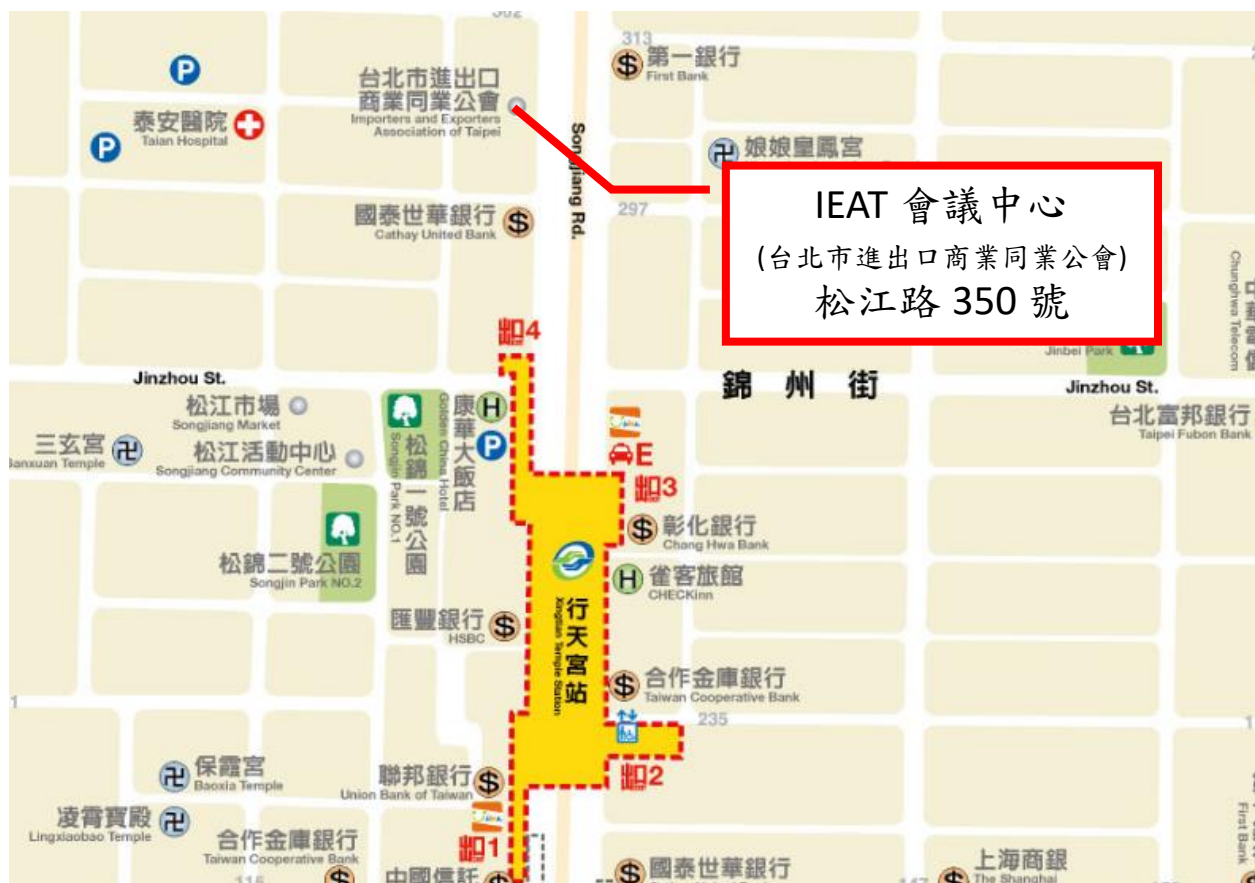 313
第一銀行
First Bank
台北市進出口
商業同業公會
Importers and Exporters
Association of Taipei
泰安醫院
Taian Hospital
Songjiang Rd.
娘娘皇鳳宮
國泰世華銀行
Cathay United Bank
297
IEAT 會議中心
(台北市進出口商業同業公會)
松江路 350 號
Chunghwa Telecom
Jinbei Park
出口4
Jinzhou St.
錦州街
Jinzhou St.
松江市場
Songjiang Market
康華大飯店
Golden China Hotel
台北富邦銀行
Taipei Fubon Bank
三玄宮
anxuan Temple
松江活動中心
Songjiang Community Center
松錦一號公園
Songjin Park NO.1
E
出口3
彰化銀行
Chang Hwa Bank
松錦二號公園
Songjin Park NO.2
雀客旅館
CHECKinn
匯豐銀行
HSBC
行天宮站
Xingtian Temple Station
合作金庫銀行
Taiwan Cooperative Bank
235
保霞宮
Baoxia Temple
聯邦銀行
Union Bank of Taiwan
出口2
凌霄寶殿
Lingxiaobao Temple
合作金庫銀行
Taiwan Cooperative Bank
出口1
中國信託
國泰世華銀行
上海商銀
The Shanghai
First Bank